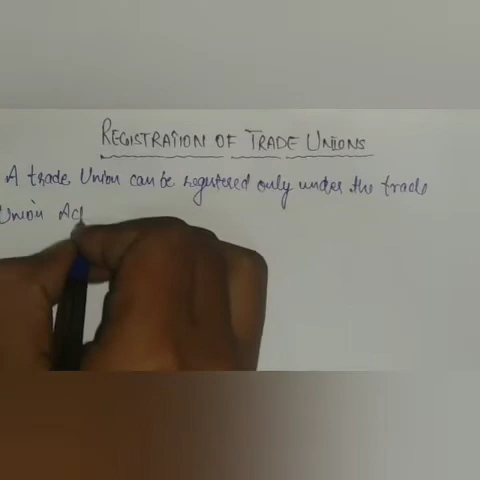 REGISTRATION OF TRADE UNIONS
A trade Union can be registered only under the trade
Union Act